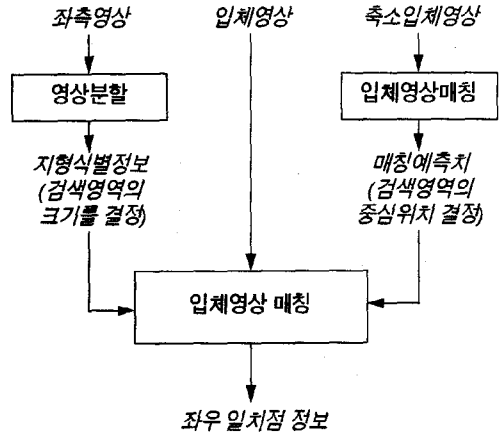 좌측영상 입체영상 축소입체영상
영상분할 입체영상매칭
지형식별정보
(검색영역의
크기를 결정)
매칭예측치
(검색영역의
중심위치 결정)
입체영상 매칭
좌우 일치점 정보